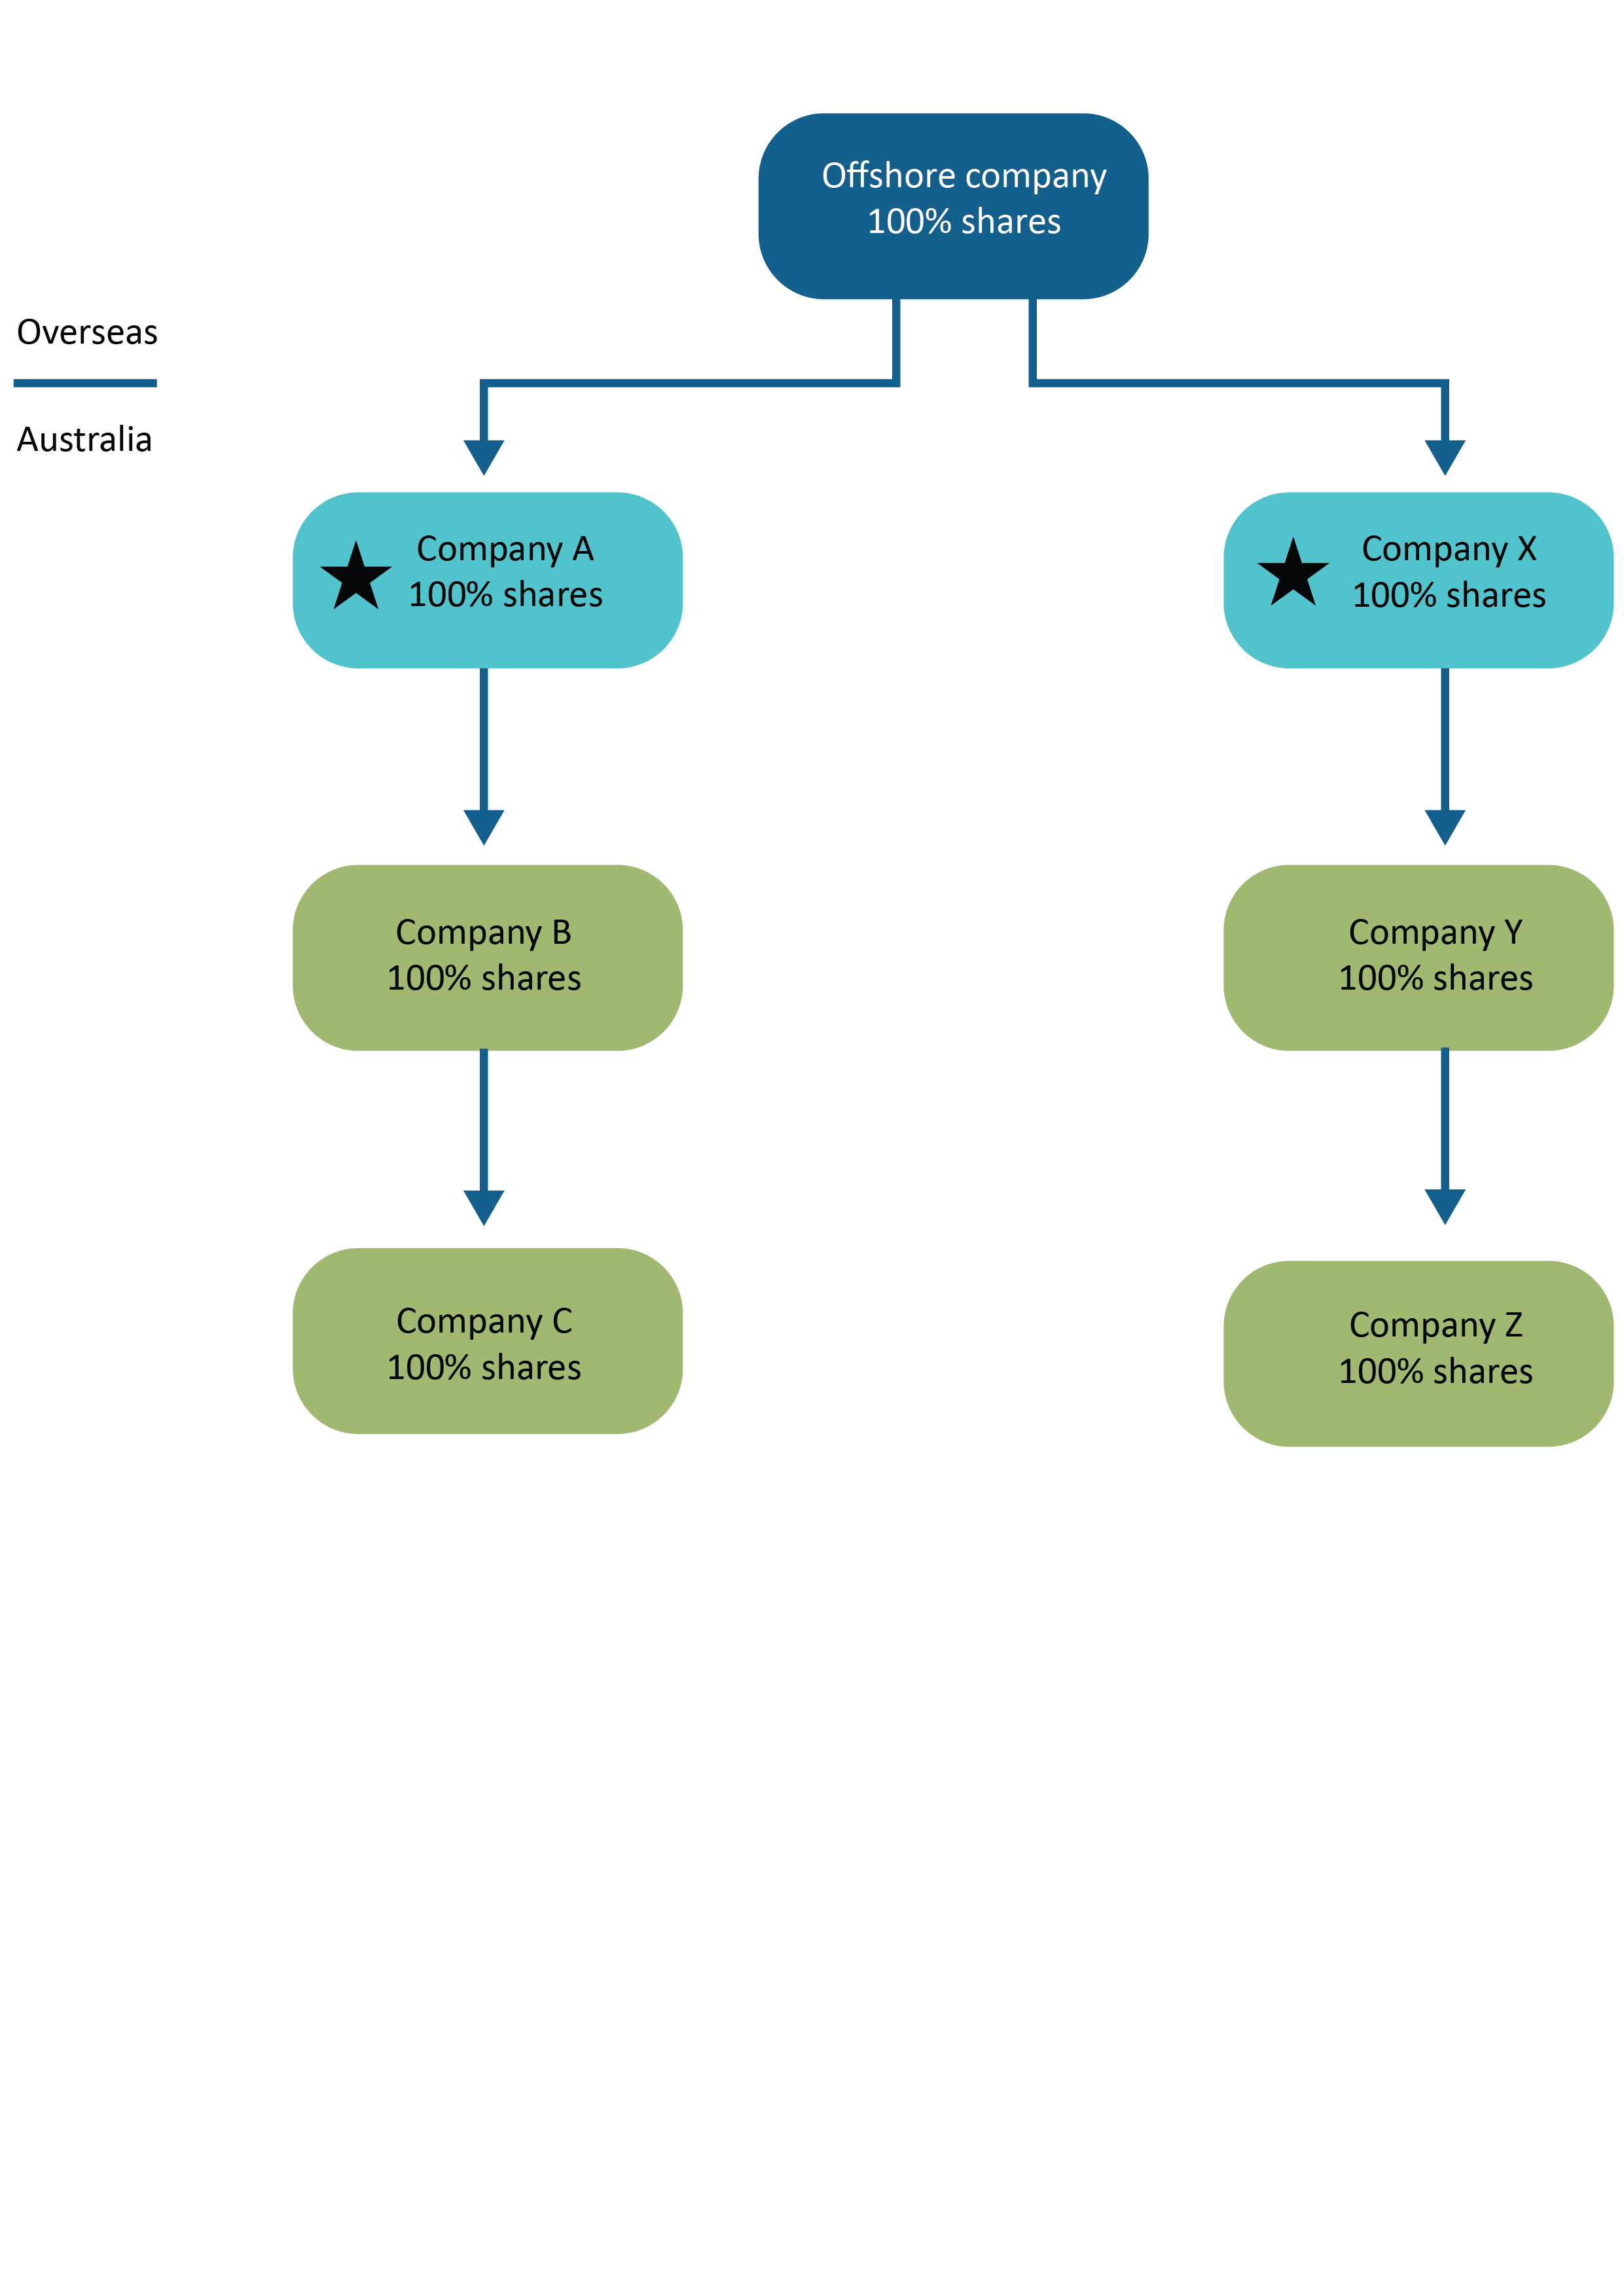 Offshore company
100% shares
Overseas
Australia
Company A
100% shares
Company X
100% shares
Company B
100% shares
Company Y
100% shares
Company C
100% shares
Company Z
100% shares